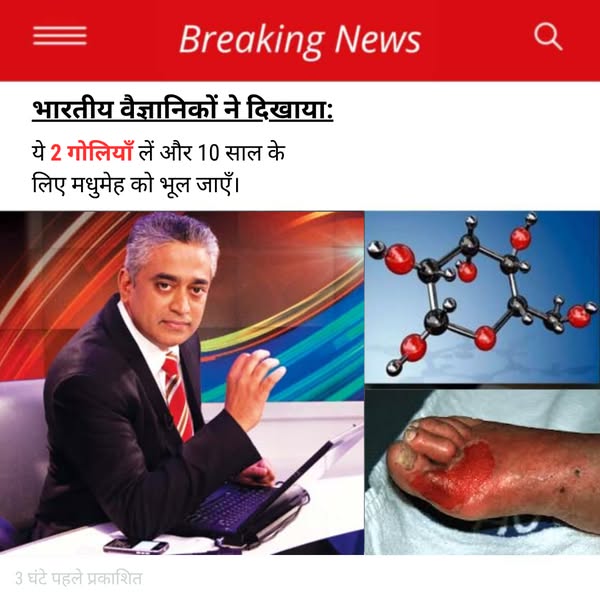 Breaking News
भारतीय वैज्ञानिकों ने दिखाया:
ये 2 गोलियाँ लें और 10 साल के
लिए मधुमेह को भूल जाएँ।
3 घंटे पहले प्रकाशित